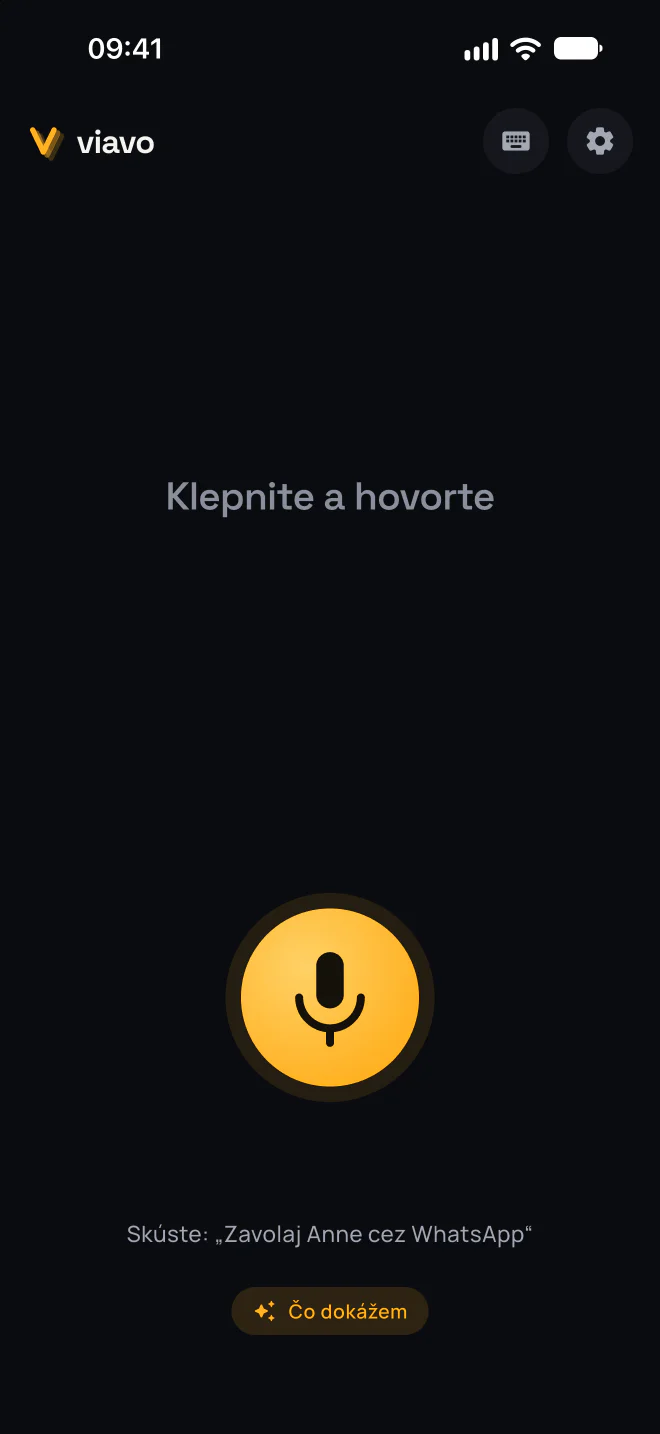 09:41
viavo
Klepnite a hovorte
Skúste: „Zavolaj Anne cez WhatsApp“
Čo dokážem